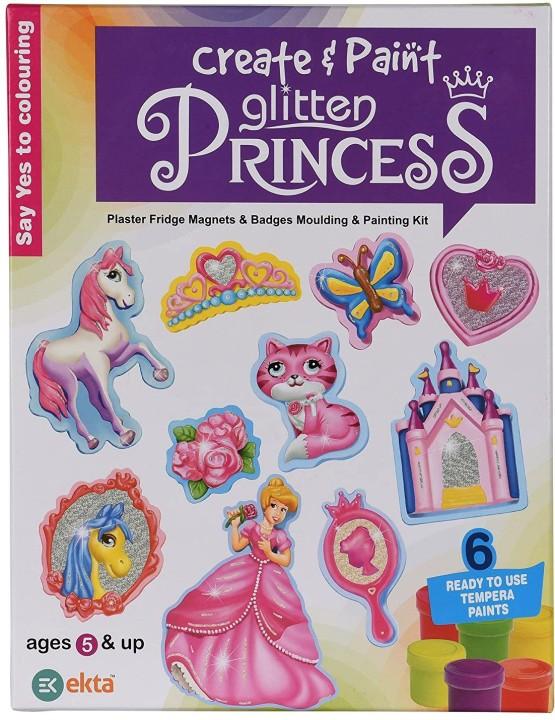 Say Yes to colouring
Create & Paint
glitter
PRINCESS
Plaster Fridge Magnets & Badges Moulding & Painting Kit
6
READY TO USE
TEMPERA
PAINTS
ages 5 & up
ekta™